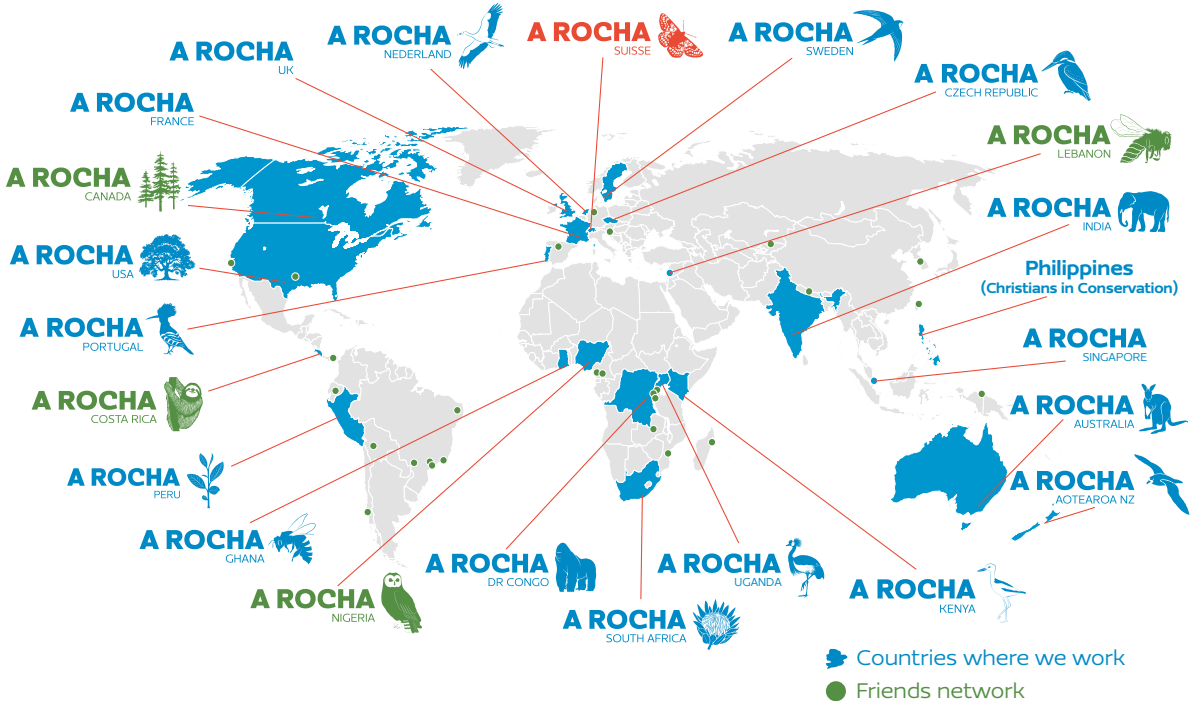 A ROCHA
UK
A ROCHA
NEDERLAND
A ROCHA
SUISSE
A ROCHA
SWEDEN
A ROCHA
CZECH REPUBLIC
A ROCHA
FRANCE
A ROCHA
LEBANON
A ROCHA
CANADA
A ROCHA
INDIA
A ROCHA
USA
Philippines
(Christians in Conservation)
A ROCHA
PORTUGAL
A ROCHA
SINGAPORE
A ROCHA
COSTA RICA
A ROCHA
AUSTRALIA
A ROCHA
PERU
A ROCHA
AOTEAROA NZ
A ROCHA
GHANA
A ROCHA
DR CONGO
A ROCHA
UGANDA
A ROCHA
KENYA
A ROCHA
NIGERIA
A ROCHA
SOUTH AFRICA
Countries where we work
Friends network